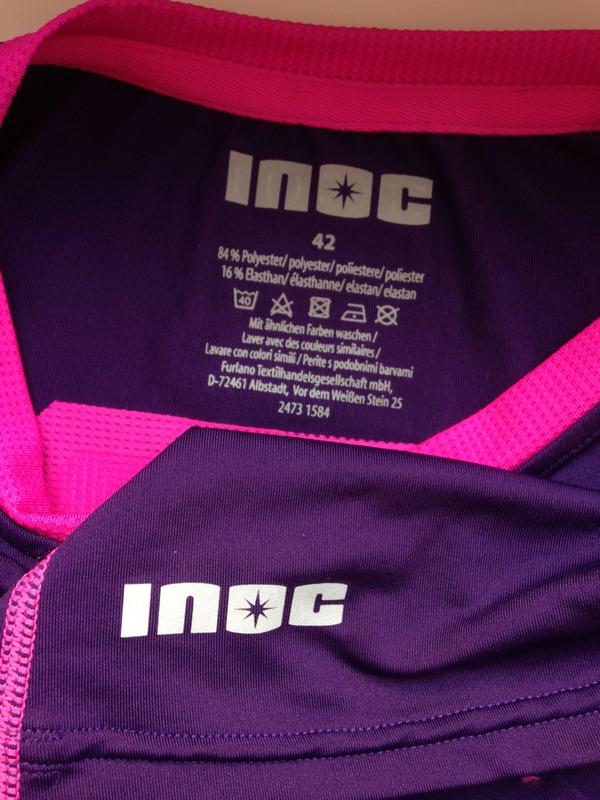 INOC
42
84 % Polyester/ polyester/ poliestere/ poliester
16 % Elasthan/ élasthanne/ elastan/ elastan
40
Mit ähnlichen Farben waschen /
Laver avec des couleurs similaires /
Lavare con colori simili / Perite s podobnimi barvami
Furlano Textilhandelsgesellschaft mbH,
D-72461 Albstadt, Vor dem Weißen Stein 25
2473 1584
INOC